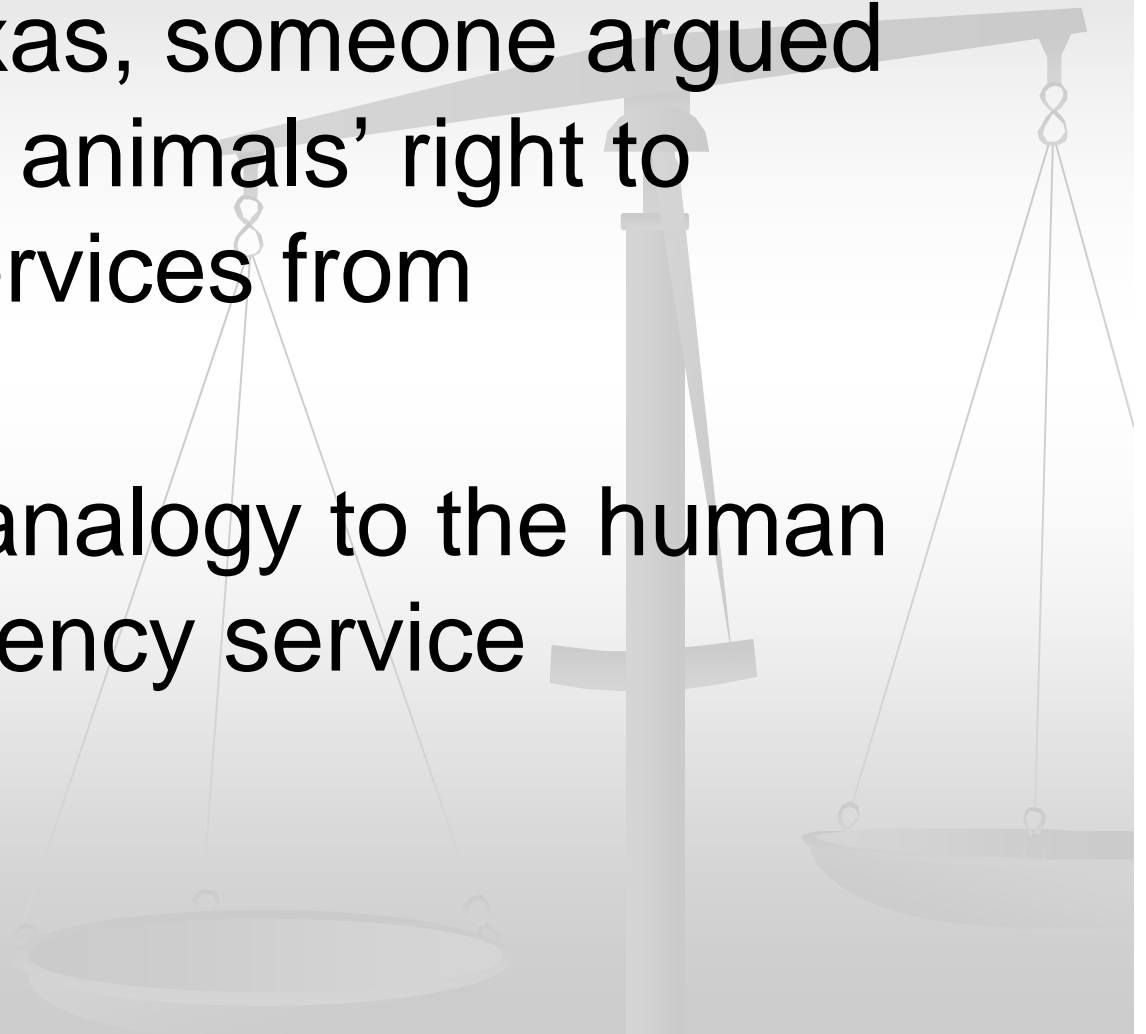 xas, someone argued
animals’ right to
rvices from
analogy to the human
ency service